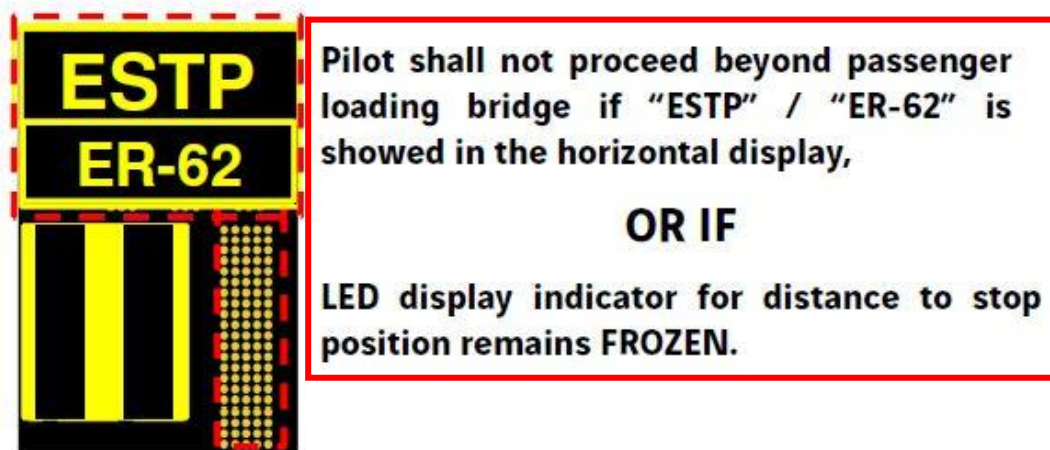 ESTP
ER-62
Pilot shall not proceed beyond passenger
loading bridge if “ESTP” / “ER-62” is
showed in the horizontal display,
OR IF
LED display indicator for distance to stop
position remains FROZEN.